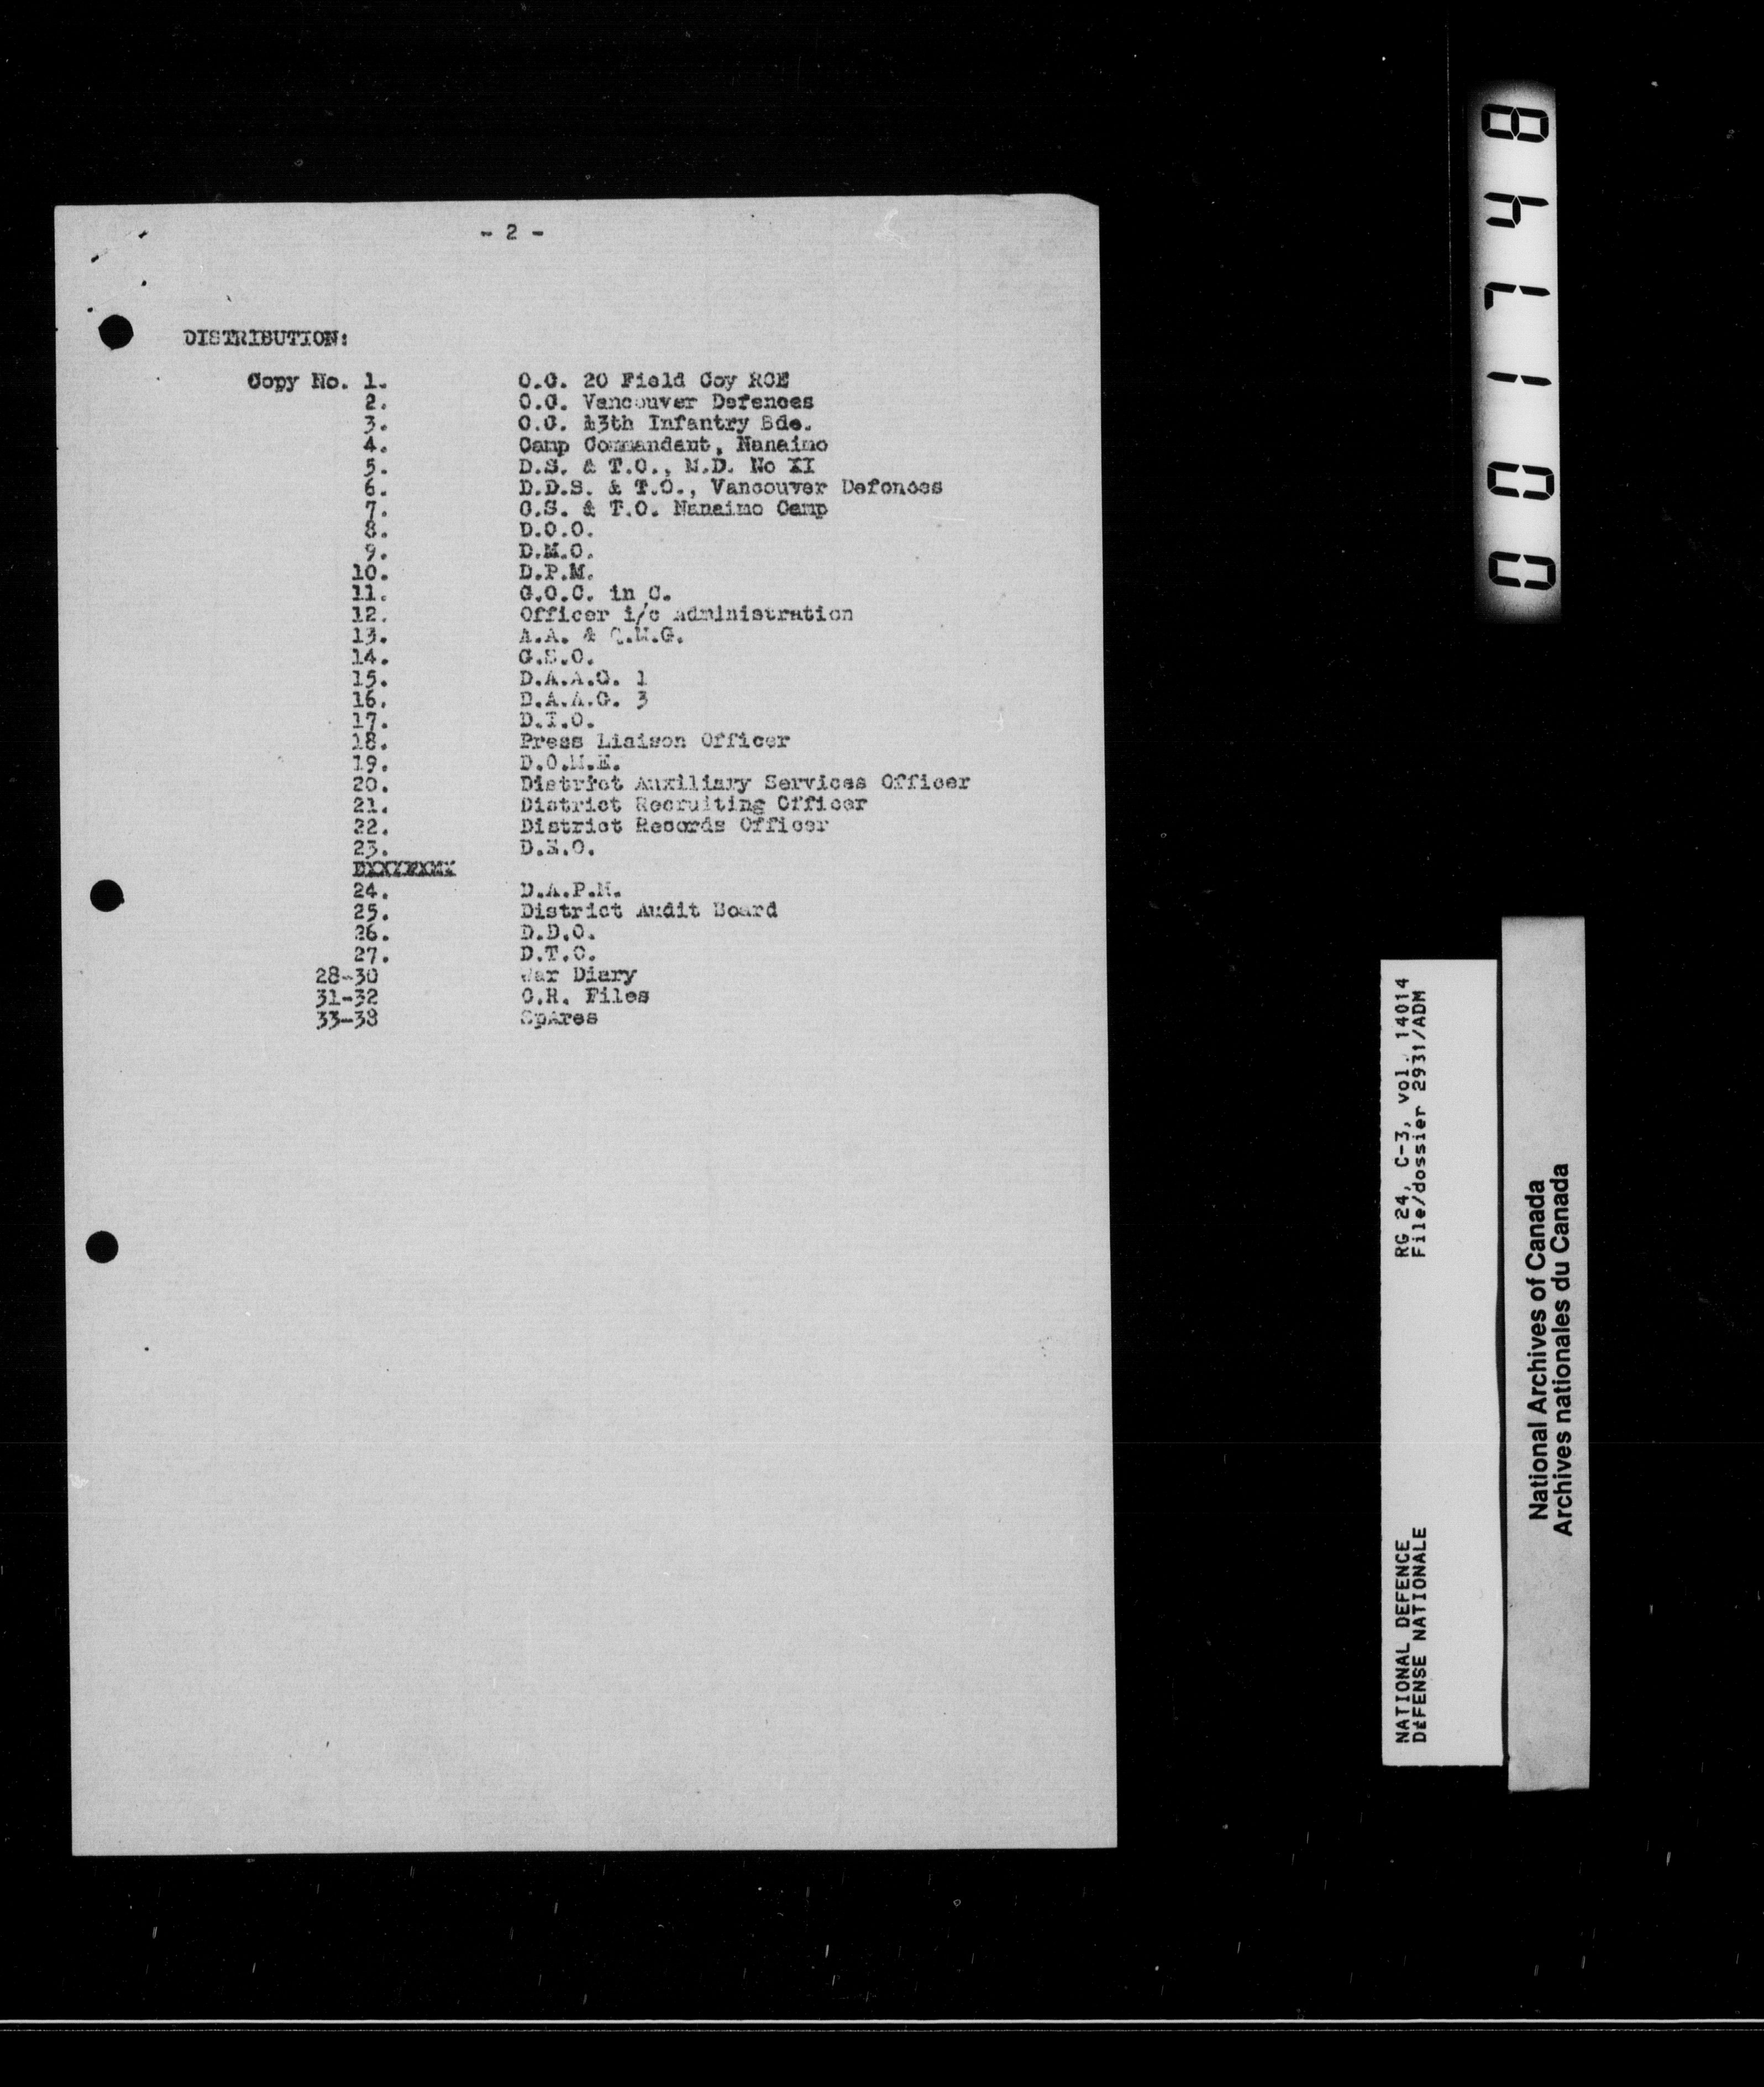 - 2 -
DISTRIBUTION:
Copy No. 1. O.C. 20 Field Coy RCE
2. O.C. Vancouver Defences
3. O.C. 13th Infantry Bde.
4. Camp Commandant, Nanaimo
5. D.S. & T.O., M.D. No XI
6. D.D.S. & T.O., Vancouver Defences
7. C.S. & T.O. Nanaimo Camp
8. D.O.O.
9. D.M.O.
10. D.P.M.
11. G.O.C. in C.
12. Officer i/c Administration
13. A.A. & Q.M.G.
14. G.S.O.
15. D.A.A.G. 1
16. D.A.A.G. 3
17. D.I.O.
18. Press Liaison Officer
19. D.O.M.E.
20. District Auxiliary Services Officer
21. District Recruiting Officer
22. District Records Officer
23.
24. D.A.P.M.
25. District Audit Board
26. D.D.O.
27. D.T.O.
28-30 War Diary
31-32 C.R. Files
33-38 SpAres
001748
RG 24, C-3, vol. 14014
File/dossier 2931/ADM
NATIONAL DEFENCE
DÉFENSE NATIONALE
National Archives of Canada
Archives nationales du Canada